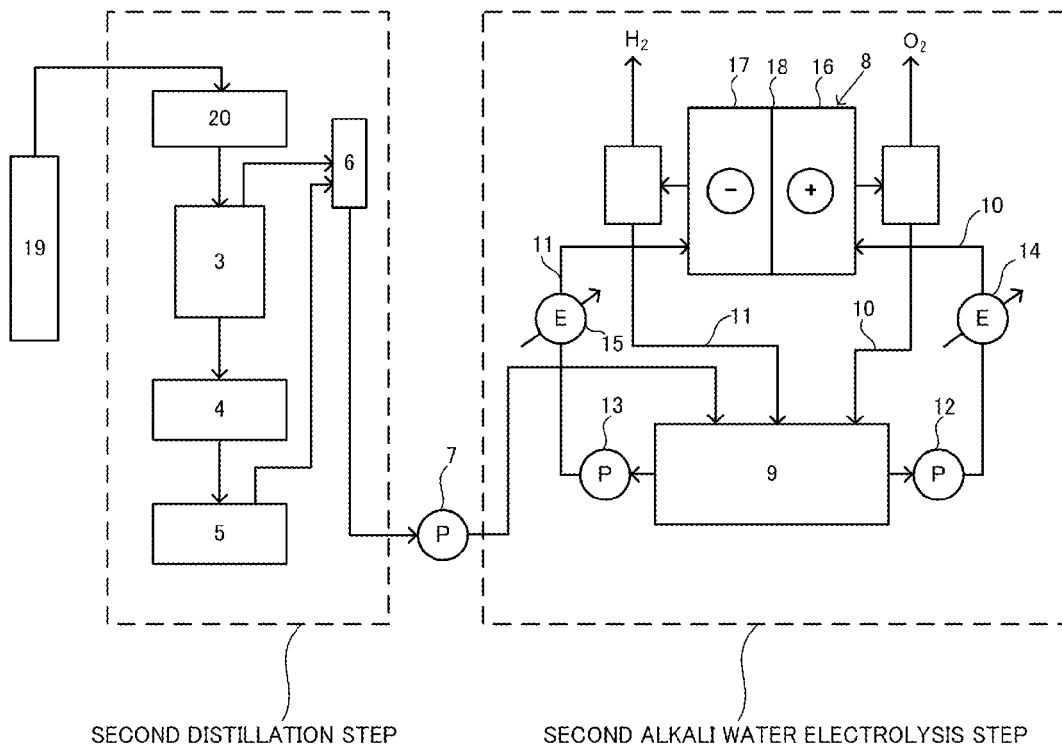 H2
O2
17
18
16
8
20
6
−
+
10
19
3
11
14
E
15
E
11
10
4
13
12
7
P
9
P
5
P
SECOND DISTILLATION STEP
SECOND ALKALI WATER ELECTROLYSIS STEP